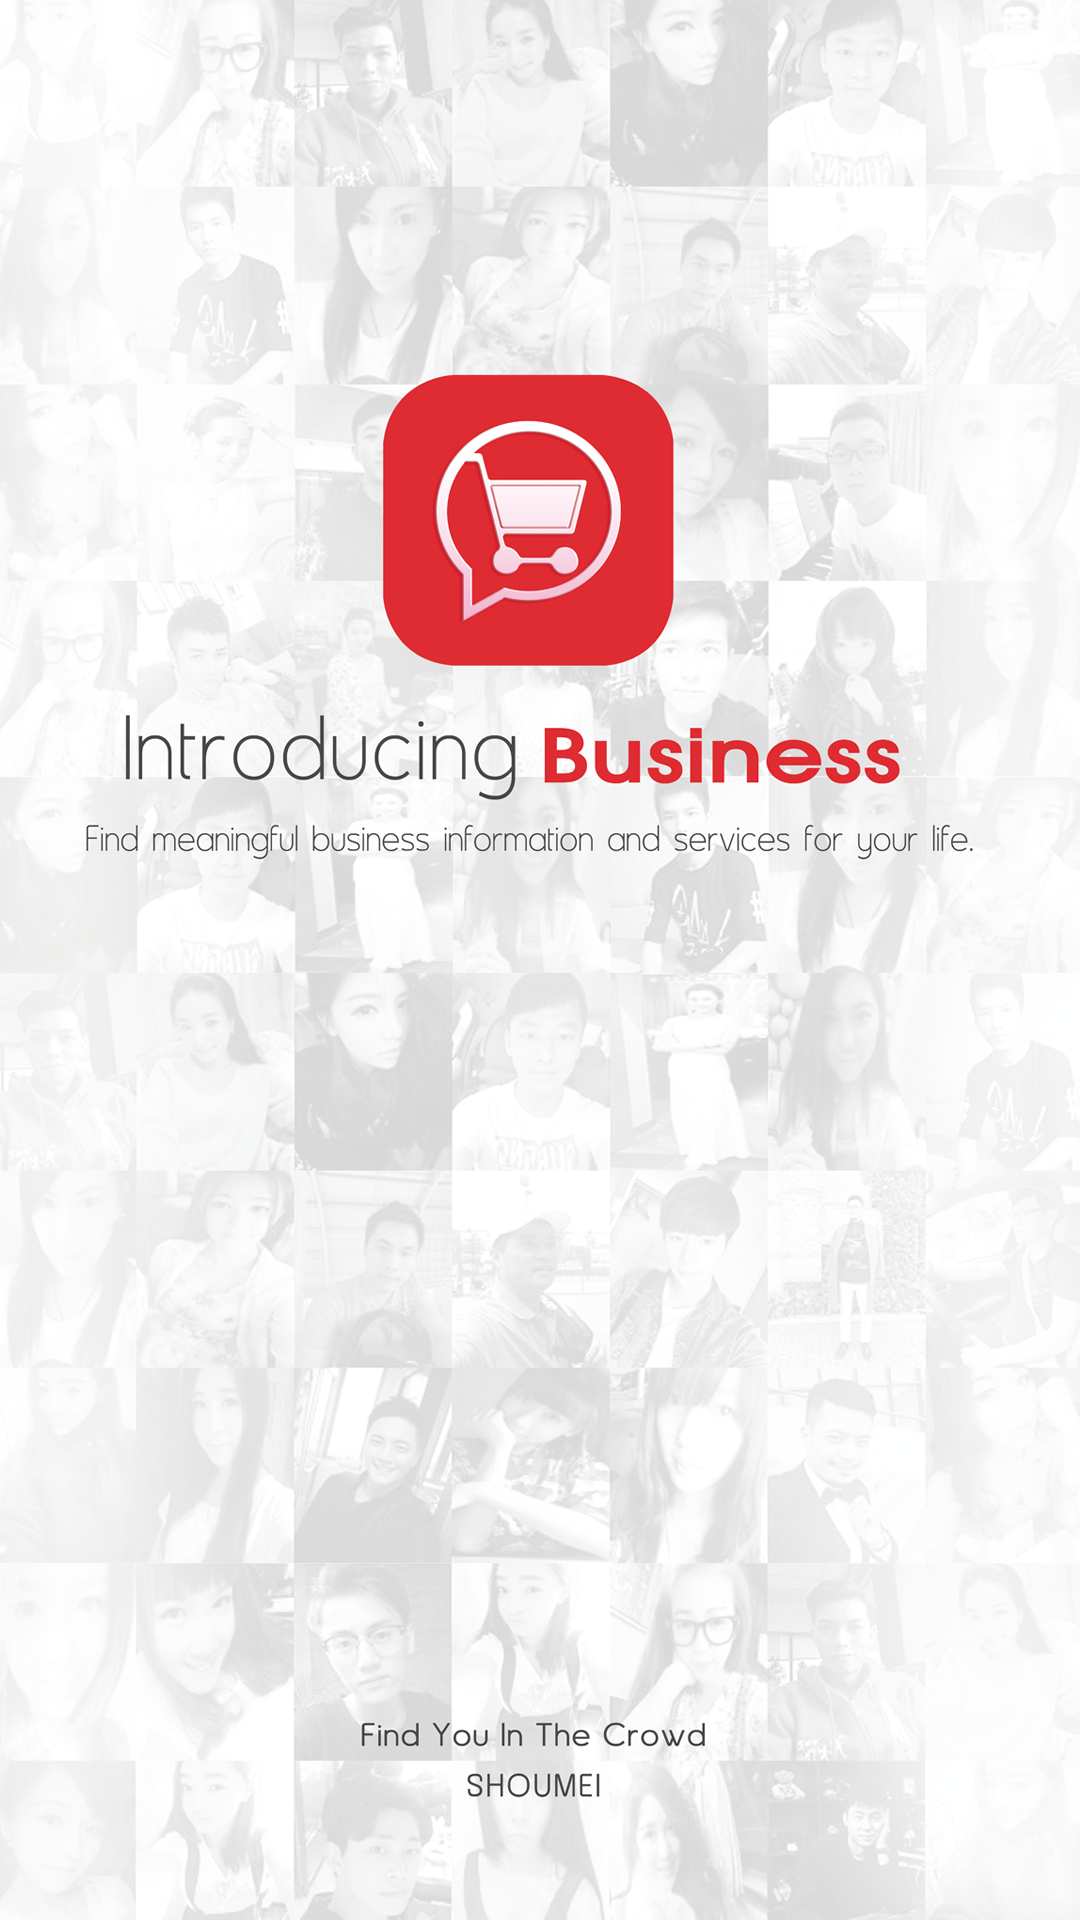 Introducing Business
Find meaningful business information and services for your life.
Find You In The Crowd
SHOUMEI